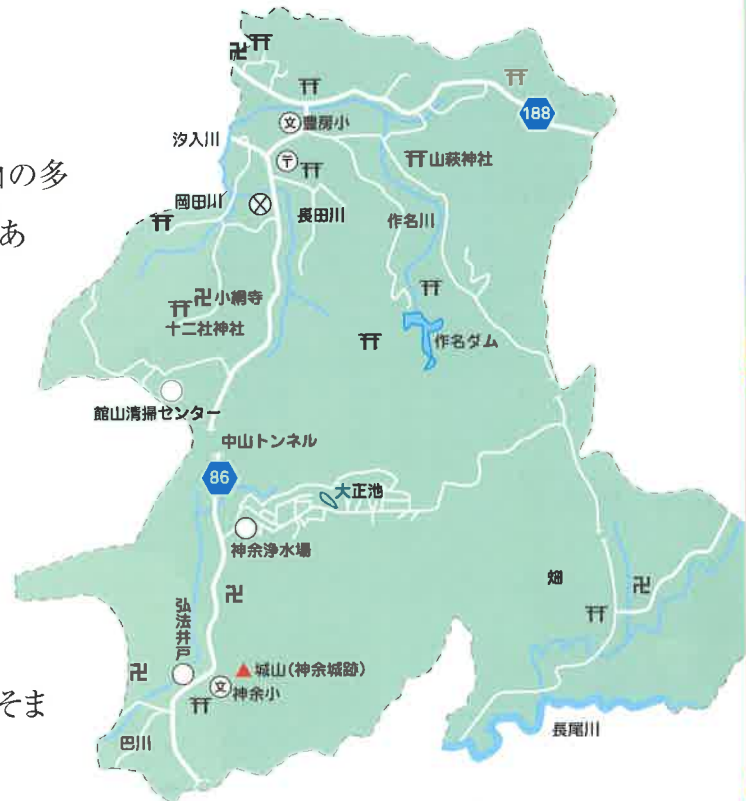 の多
あ
そま
188
豊房小
汐入川
山萩神社
岡田川
長田川
作名川
小網寺
十二社神社
作名ダム
館山清掃センター
中山トンネル
86
大正池
神余浄水場
畑
弘法井戸
城山(神余城跡)
神余小
巴川
長尾川